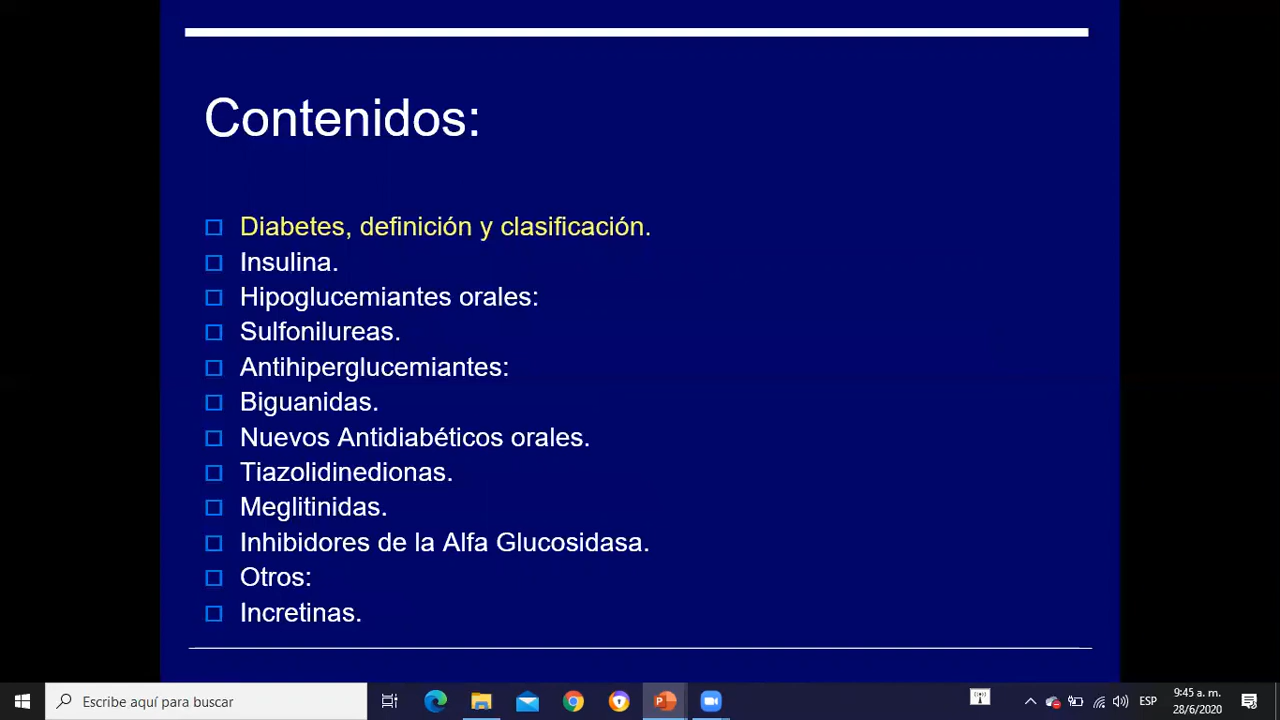 Contenidos:
Diabetes, definición y clasificación.
Insulina.
Hipoglucemiantes orales:
Sulfonilureas.
Antihiperglucemiantes:
Biguanidas.
Nuevos Antidiabéticos orales.
Tiazolidinedionas.
Meglitinidas.
Inhibidores de la Alfa Glucosidasa.
Otros:
Incretinas.
Escribe aquí para buscar
ESP
9:45 a. m.
28/6/2020